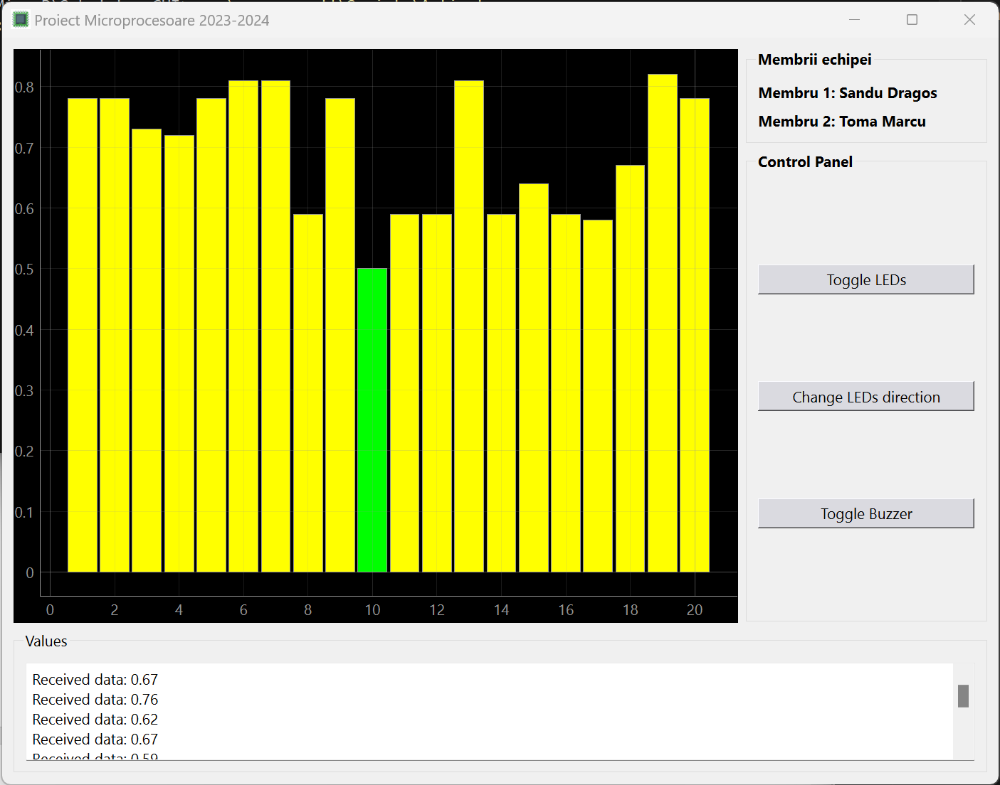 Proiect Microprocesoare 2023-2024
0.8
0.7
0.6
0.5
0.4
0.3
0.2
0.1
0
0 2 4 6 8 10 12 14 16 18 20
Membrii echipei
Membru 1: Sandu Dragos
Membru 2: Toma Marcu
Control Panel
Toggle LEDs
Change LEDs direction
Toggle Buzzer
Values
Received data: 0.67
Received data: 0.76
Received data: 0.62
Received data: 0.67
Received data: 0.59